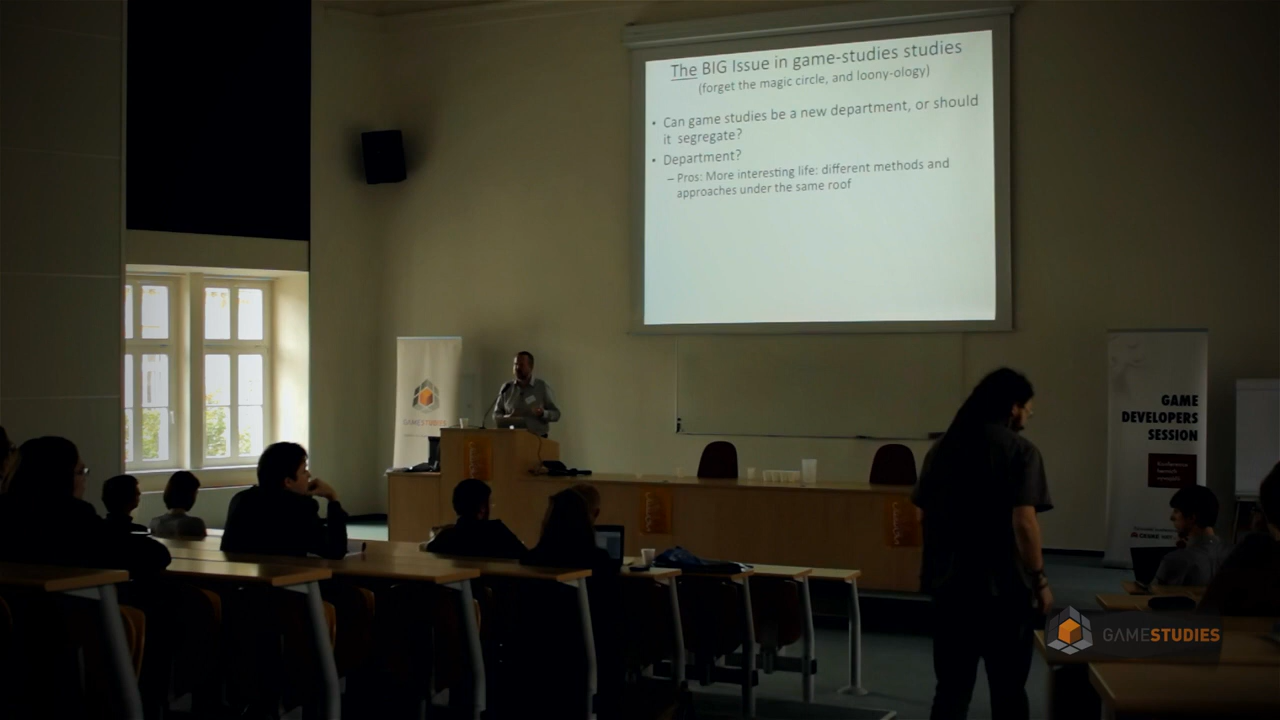 The BIG Issue in game-studies studies
(forget the magic circle, and loony-ology)
• Can game studies be a new department, or should
it segregate?
• Department?
– Pros: More interesting life: different methods and
approaches under the same roof
GAMESTUDIES
GAME
DEVELOPERS
SESSION
GAMESTUDIES